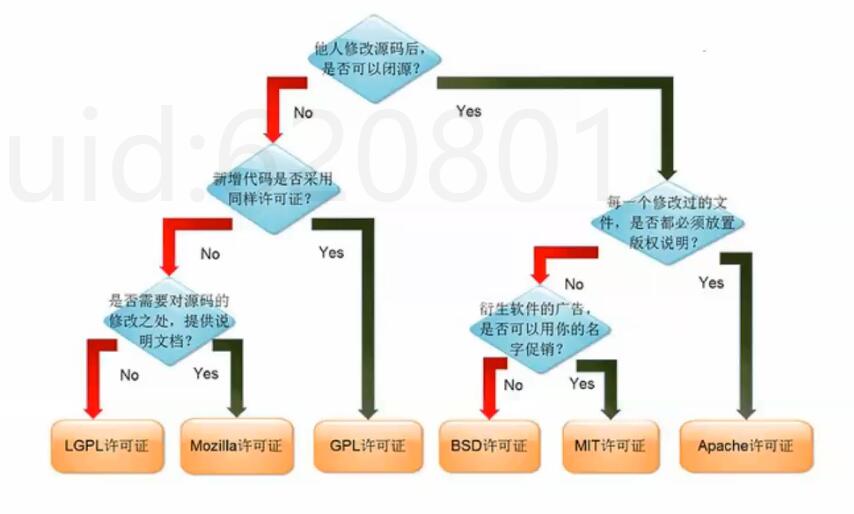 他人修改源码后，
是否可以闭源？
No
Yes
uid:620801
新增代码是否采用
同样许可证？
每一个修改过的文
件，是否都必须放置
版权说明？
No
Yes
No
Yes
是否需要对源码的
修改之处，提供说
明文档？
衍生软件的广告，
是否可以用你的名
字促销？
No
Yes
No
Yes
LGPL许可证
Mozilla许可证
GPL许可证
BSD许可证
MIT许可证
Apache许可证